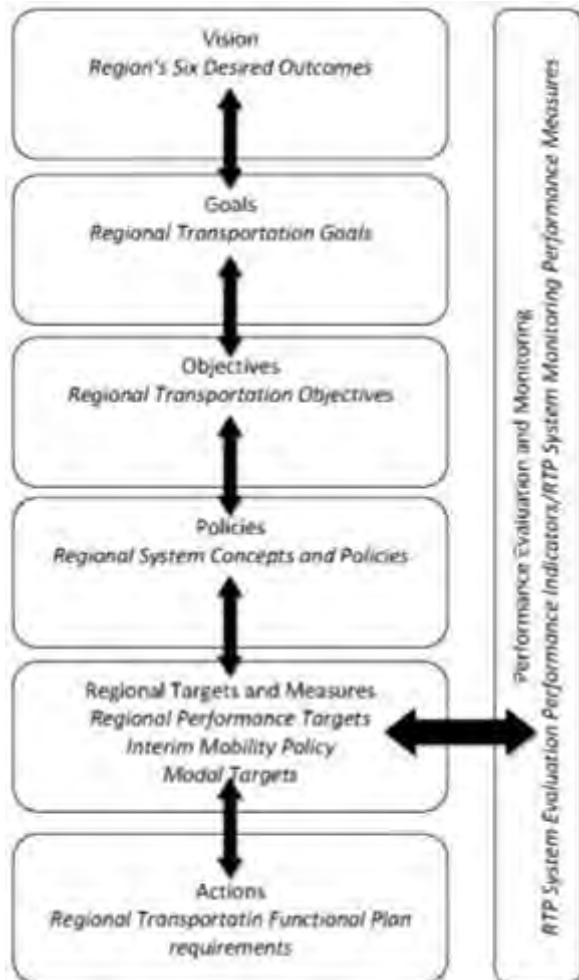 Vision
Region's Six Desired Outcomes
Goals
Regional Transportation Goals
Objectives
Regional Transportation Objectives
Policies
Regional System Concepts and Policies
Regional Targets and Measures
Regional Performance Targets
Interim Mobility Policy
Modal Targets
Actions
Regional Transportatin Functional Plan
requirements
Performance Evaluation and Monitoring
RTP System Evaluation Performance Indicators/RTP System Monitoring Performance Measures